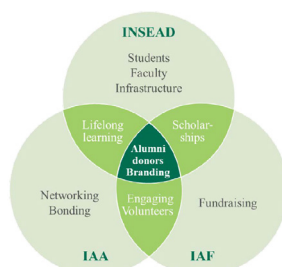 INSEAD
Students
Faculty
Infrastructure
Lifelong
learning
Scholar-
ships
Alumni
donors
Branding
Networking
Bonding
Engaging
Volunteers
Fundraising
IAA
IAF